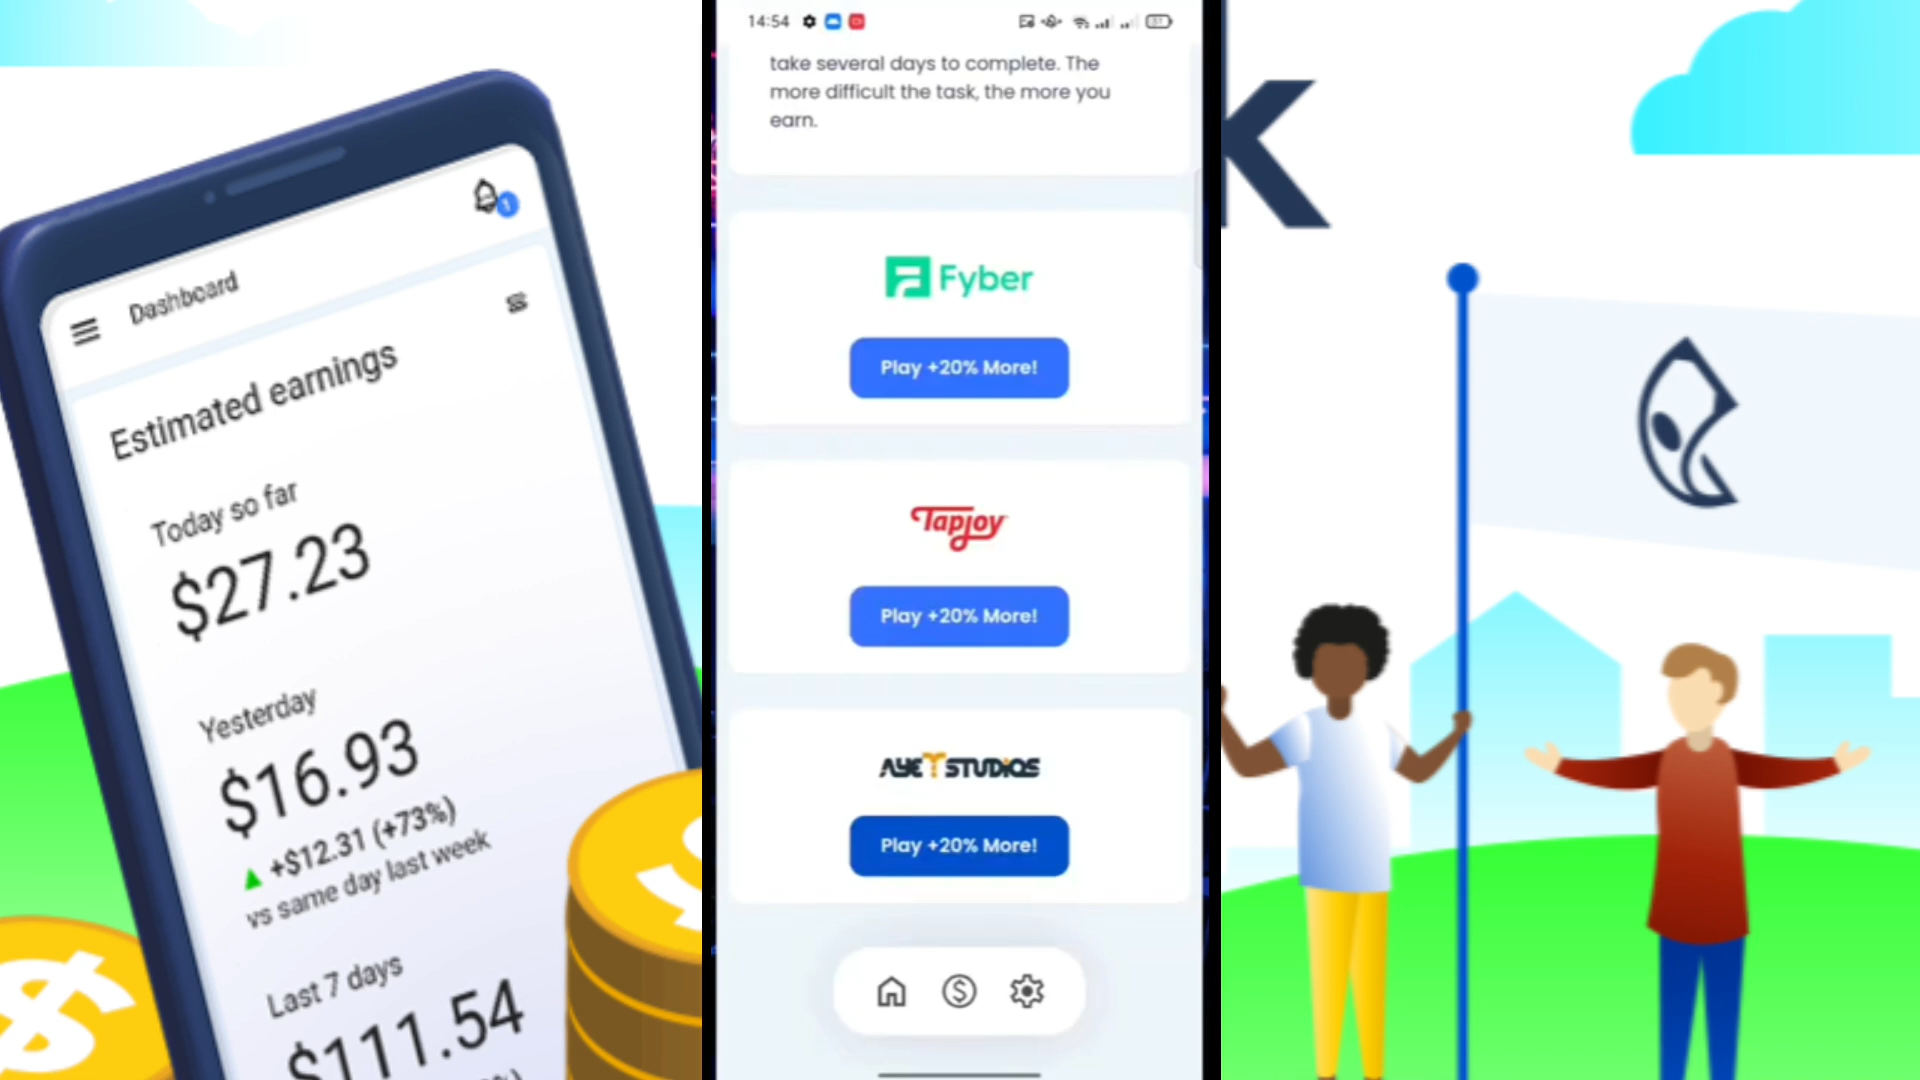 Dashboard
1
Estimated earnings
Today so far
$27.23
Yesterday
$16.93
+$12.31 (+73%)
vs same day last week
Last 7 days
$111.54
14:54
take several days to complete. The
more difficult the task, the more you
earn.
Fyber
Play +20% More!
Tapjoy
Play +20% More!
AYET STUDIOS
Play +20% More!
K